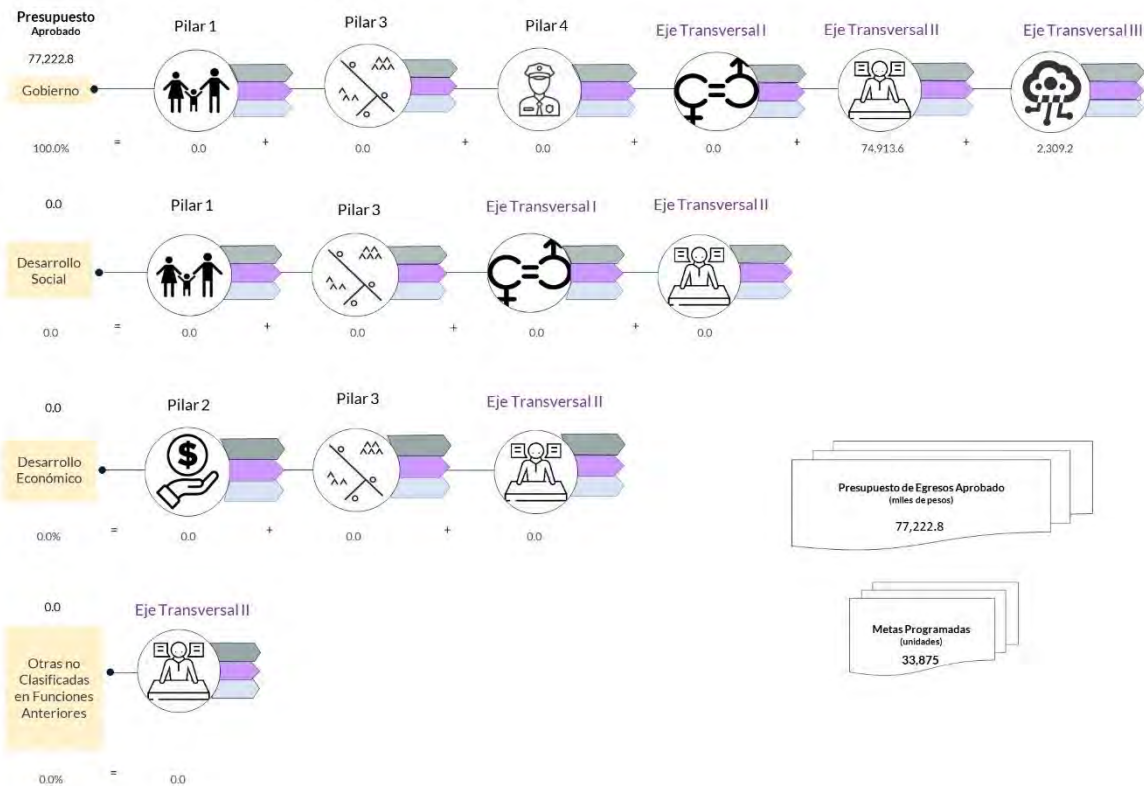 Presupuesto
Aprobado
77,222.8
Gobierno
Pilar 1
Pilar 3
Pilar 4
Eje Transversal I
Eje Transversal II
Eje Transversal III
100.0% = 0.0 + 0.0 + 0.0 + 0.0 + 74,913.6 + 2,309.2
0.0
Pilar 1
Pilar 3
Eje Transversal I
Eje Transversal II
Desarrollo
Social
0.0 = 0.0 + 0.0 + 0.0 + 0.0
0.0
Pilar 2
Pilar 3
Eje Transversal II
Desarrollo
Económico
$
0.0% = 0.0 + 0.0 + 0.0
Presupuesto de Egresos Aprobado
(miles de pesos)
77,222.8
Metas Programadas
(unidades)
33,875
0.0
Eje Transversal II
Otras no
Clasificadas
en Funciones
Anteriores
0.0% = 0.0